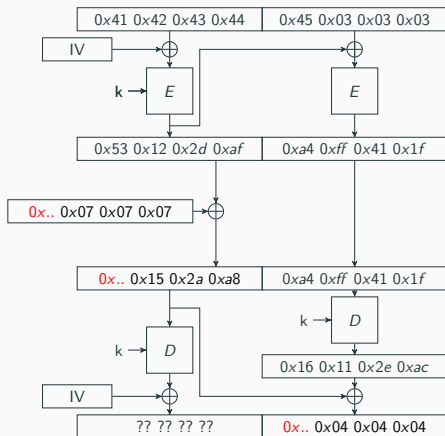 0x41 0x42 0x43 0x44 0x45 0x03 0x03 0x03
IV
k E E
0x53 0x12 0x2d 0xaf 0xa4 0xff 0x41 0x1f
0x.. 0x07 0x07 0x07
0x.. 0x15 0x2a 0xa8 0xa4 0xff 0x41 0x1f
k D
k D
0x16 0x11 0x2e 0xac
IV
?? ?? ?? ?? 0x.. 0x04 0x04 0x04